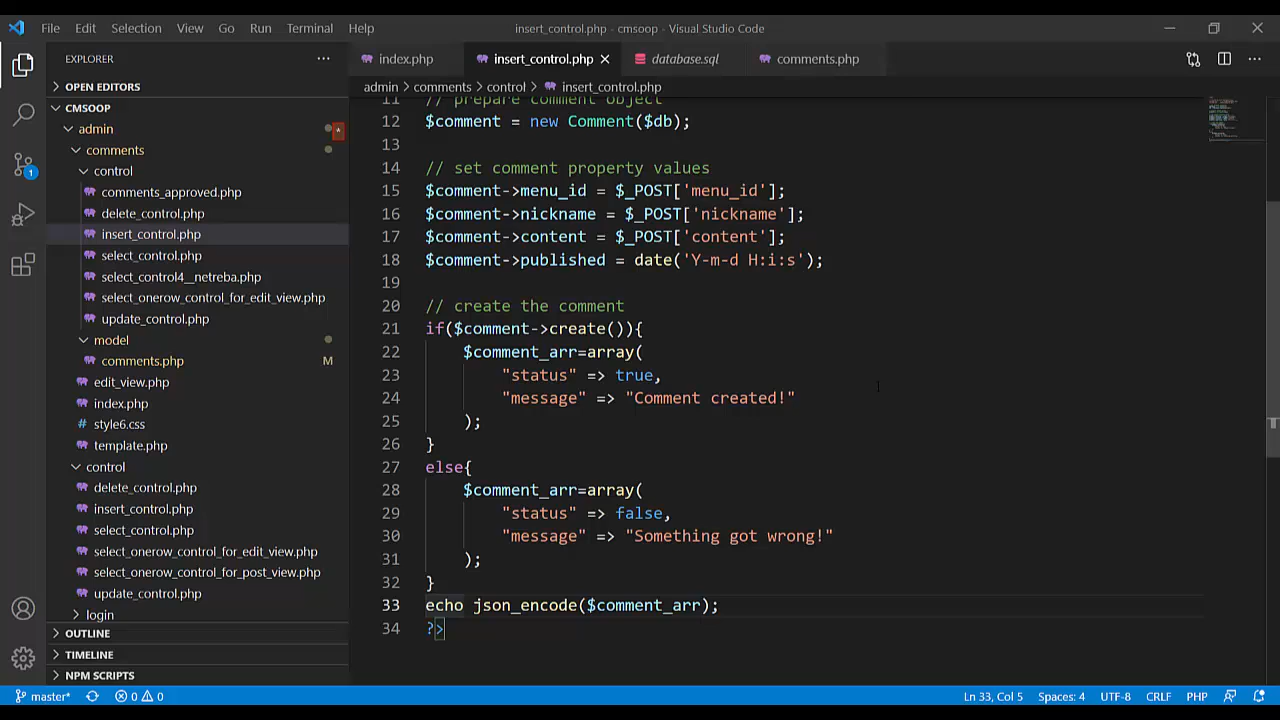 File Edit Selection View Go Run Terminal Help
insert_control.php - cmsoop - Visual Studio Code
EXPLORER
index.php
insert_control.php
database.sql
comments.php
OPEN EDITORS
admin > comments > control > insert_control.php
CMSOOP
admin
comments
control
comments_approved.php
delete_control.php
insert_control.php
select_control.php
select_control4__netreba.php
select_onerow_control_for_edit_view.php
update_control.php
model
comments.php M
edit_view.php
index.php
style6.css
template.php
control
delete_control.php
insert_control.php
select_control.php
select_onerow_control_for_edit_view.php
select_onerow_control_for_post_view.php
update_control.php
login
OUTLINE
TIMELINE
NPM SCRIPTS
11 // prepare comment object
12 $comment = new Comment($db);
13
14 // set comment property values
15 $comment->menu_id = $_POST['menu_id'];
16 $comment->nickname = $_POST['nickname'];
17 $comment->content = $_POST['content'];
18 $comment->published = date('Y-m-d H:i:s');
19
20 // create the comment
21 if($comment->create()){
22 $comment_arr=array(
23 "status" => true,
24 "message" => "Comment created!"
25 );
26 }
27 else{
28 $comment_arr=array(
29 "status" => false,
30 "message" => "Something got wrong!"
31 );
32 }
33 echo json_encode($comment_arr);
34 ?>
1
master* 0 0 Ln 33, Col 5 Spaces: 4 UTF-8 CRLF PHP